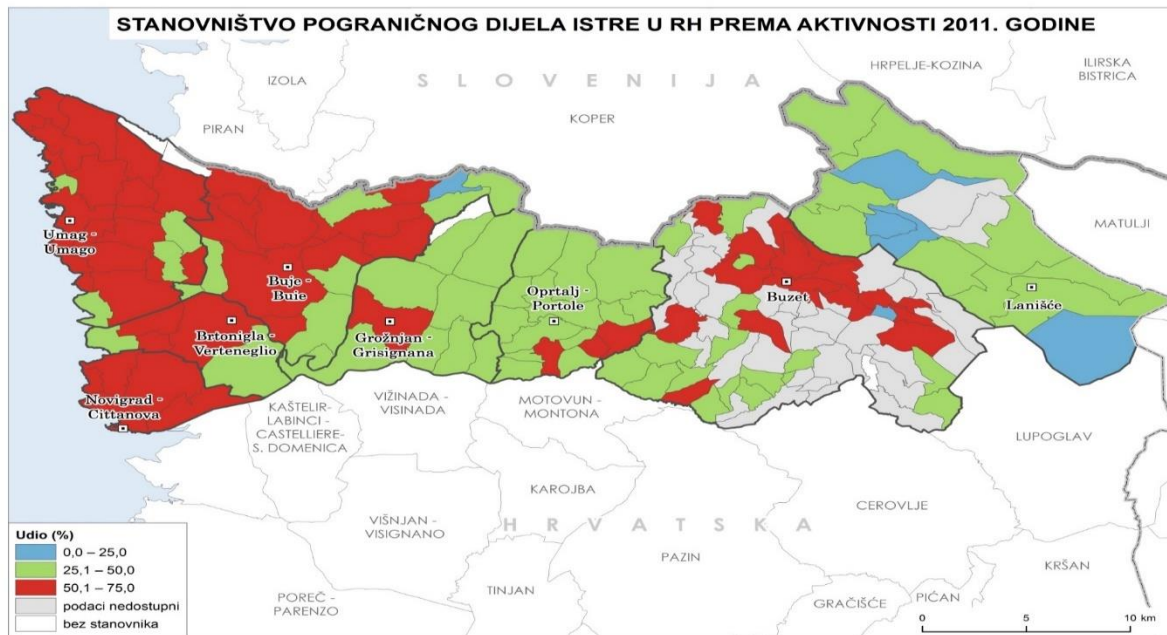 STANOVNIŠTVO POGRANIČNOG DIJELA ISTRE U RH PREMA AKTIVNOSTI 2011. GODINE
IZOLA
SLOVENIJA
HRPELJE-KOZINA
ILIRSKA
BISTRICA
PIRAN
KOPER
MATULJI
Umag -
Umago
Buje -
Buie
Oprtalj -
Portole
Buzet
Lanišće
Brtonigla -
Verteneglio
Grožnjan -
Grisignana
Novigrad -
Cittanova
KAŠTELIR-
LABINCI -
CASTELLIERE-
S. DOMENICA
VIŽINADA -
VISINADA
MOTOVUN -
MONTONA
LUPOGLAV
KAROJBA
CEROVLJE
VIŠNJAN -
VISIGNANO
HRVATSKA
PAZIN
KRŠAN
TINJAN
POREČ -
PARENZO
GRAČIŠĆE
PIĆAN
Udio (%)
0,0 – 25,0
25,1 – 50,0
50,1 – 75,0
podaci nedostupni
bez stanovnika
0 5 10 km